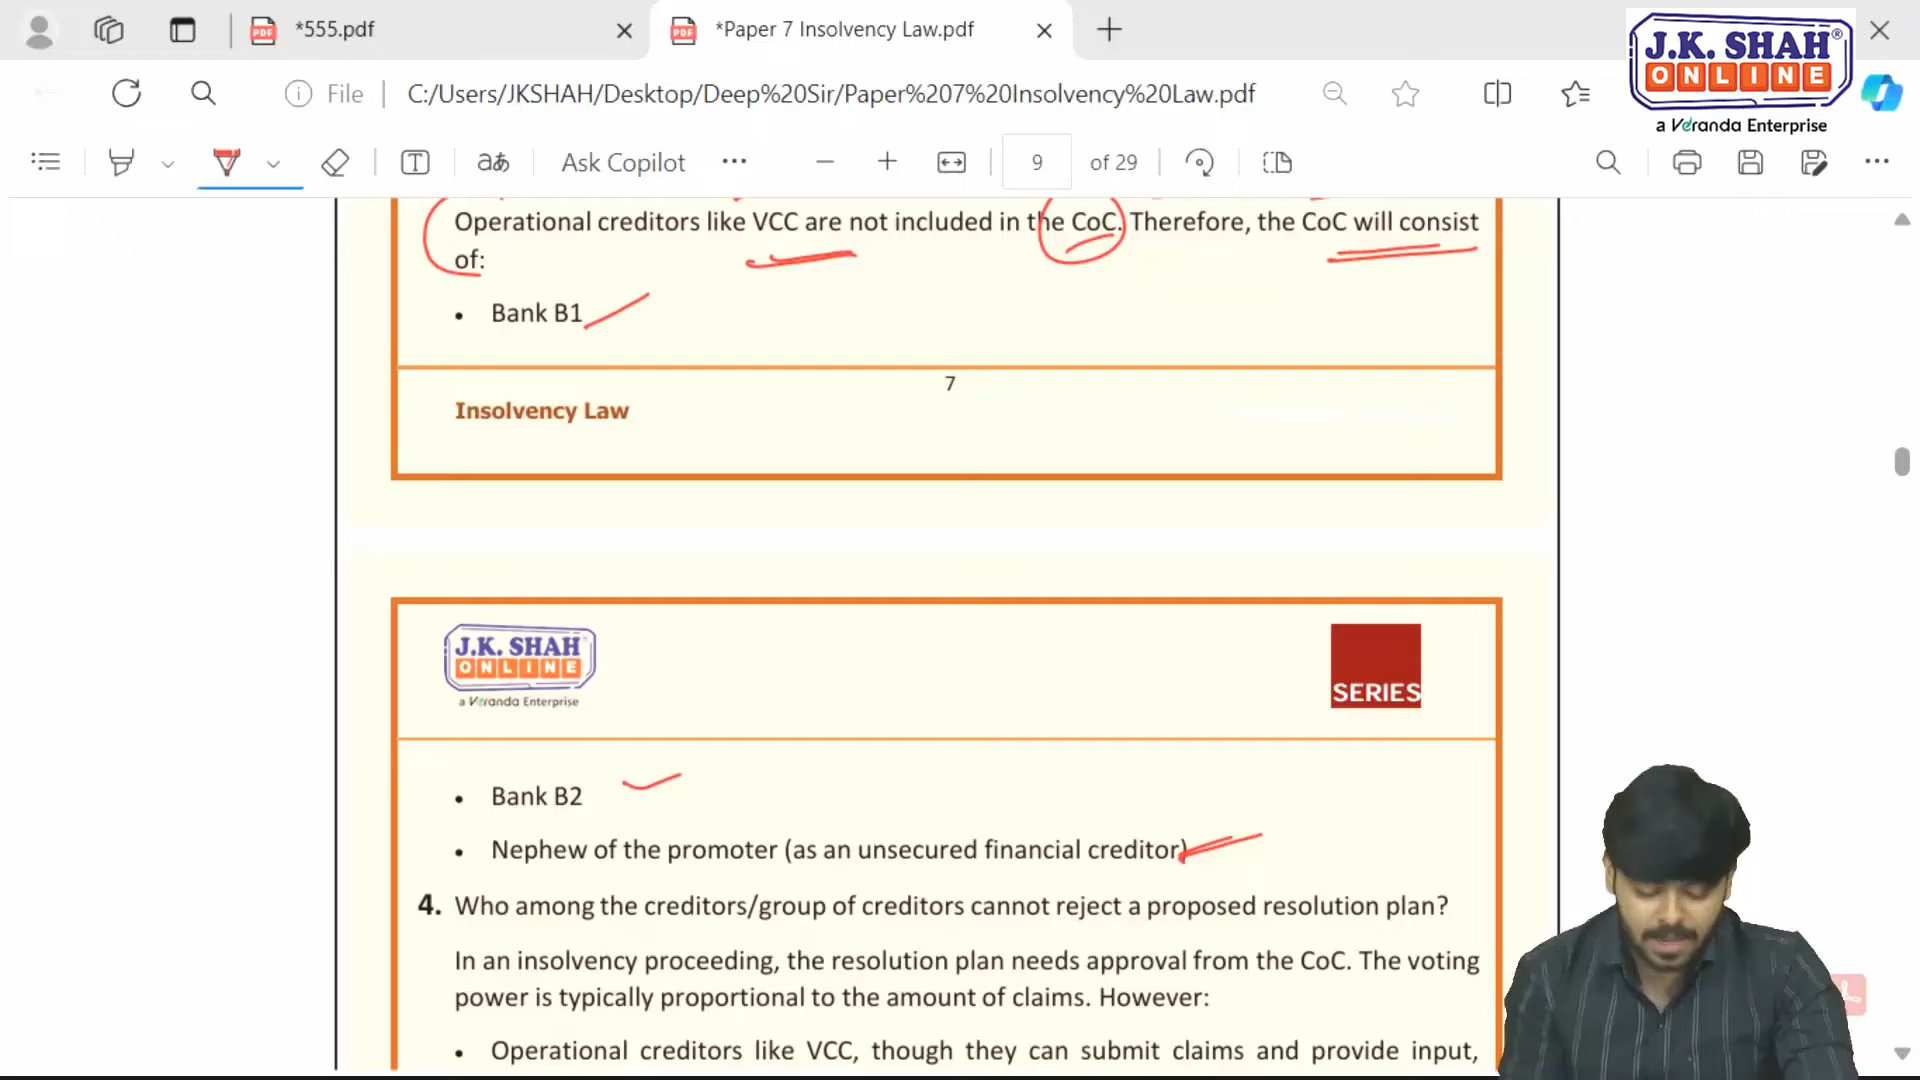 *555.pdf
*Paper 7 Insolvency Law.pdf
J.K. SHAH®
ONLINE
a Veranda Enterprise
File
C:/Users/JKSHAH/Desktop/Deep%20Sir/Paper%207%20Insolvency%20Law.pdf
aあ
Ask Copilot
9
of 29
Operational creditors like VCC are not included in the CoC. Therefore, the CoC will consist
of:
• Bank B1
7
Insolvency Law
J.K. SHAH
ONLINE
a Veranda Enterprise
SERIES
• Bank B2
• Nephew of the promoter (as an unsecured financial creditor)
4. Who among the creditors/group of creditors cannot reject a proposed resolution plan?
In an insolvency proceeding, the resolution plan needs approval from the CoC. The voting
power is typically proportional to the amount of claims. However:
• Operational creditors like VCC, though they can submit claims and provide input,